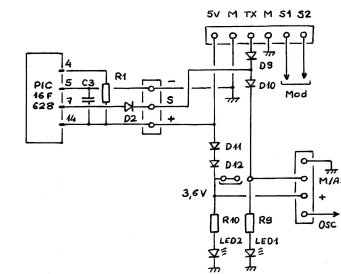 5V M TX M S1 S2
4
R1
D9
PIC
16F
628
5
C3
-
D10
Mod
7
S
D2
14
+
D11
D12
3,6V
M/A
+
R10
R9
OSC
LED2
LED1